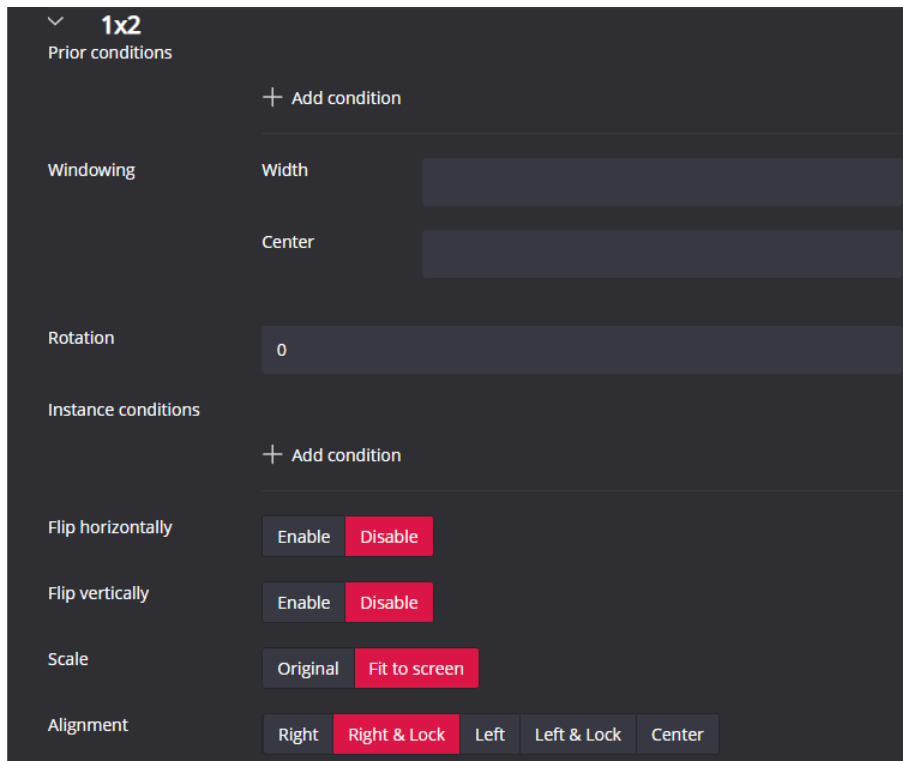 1x2
Prior conditions
Add condition
Windowing Width
Center
Rotation 0
Instance conditions
Add condition
Flip horizontally Enable Disable
Flip vertically Enable Disable
Scale Original Fit to screen
Alignment Right Right & Lock Left Left & Lock Center